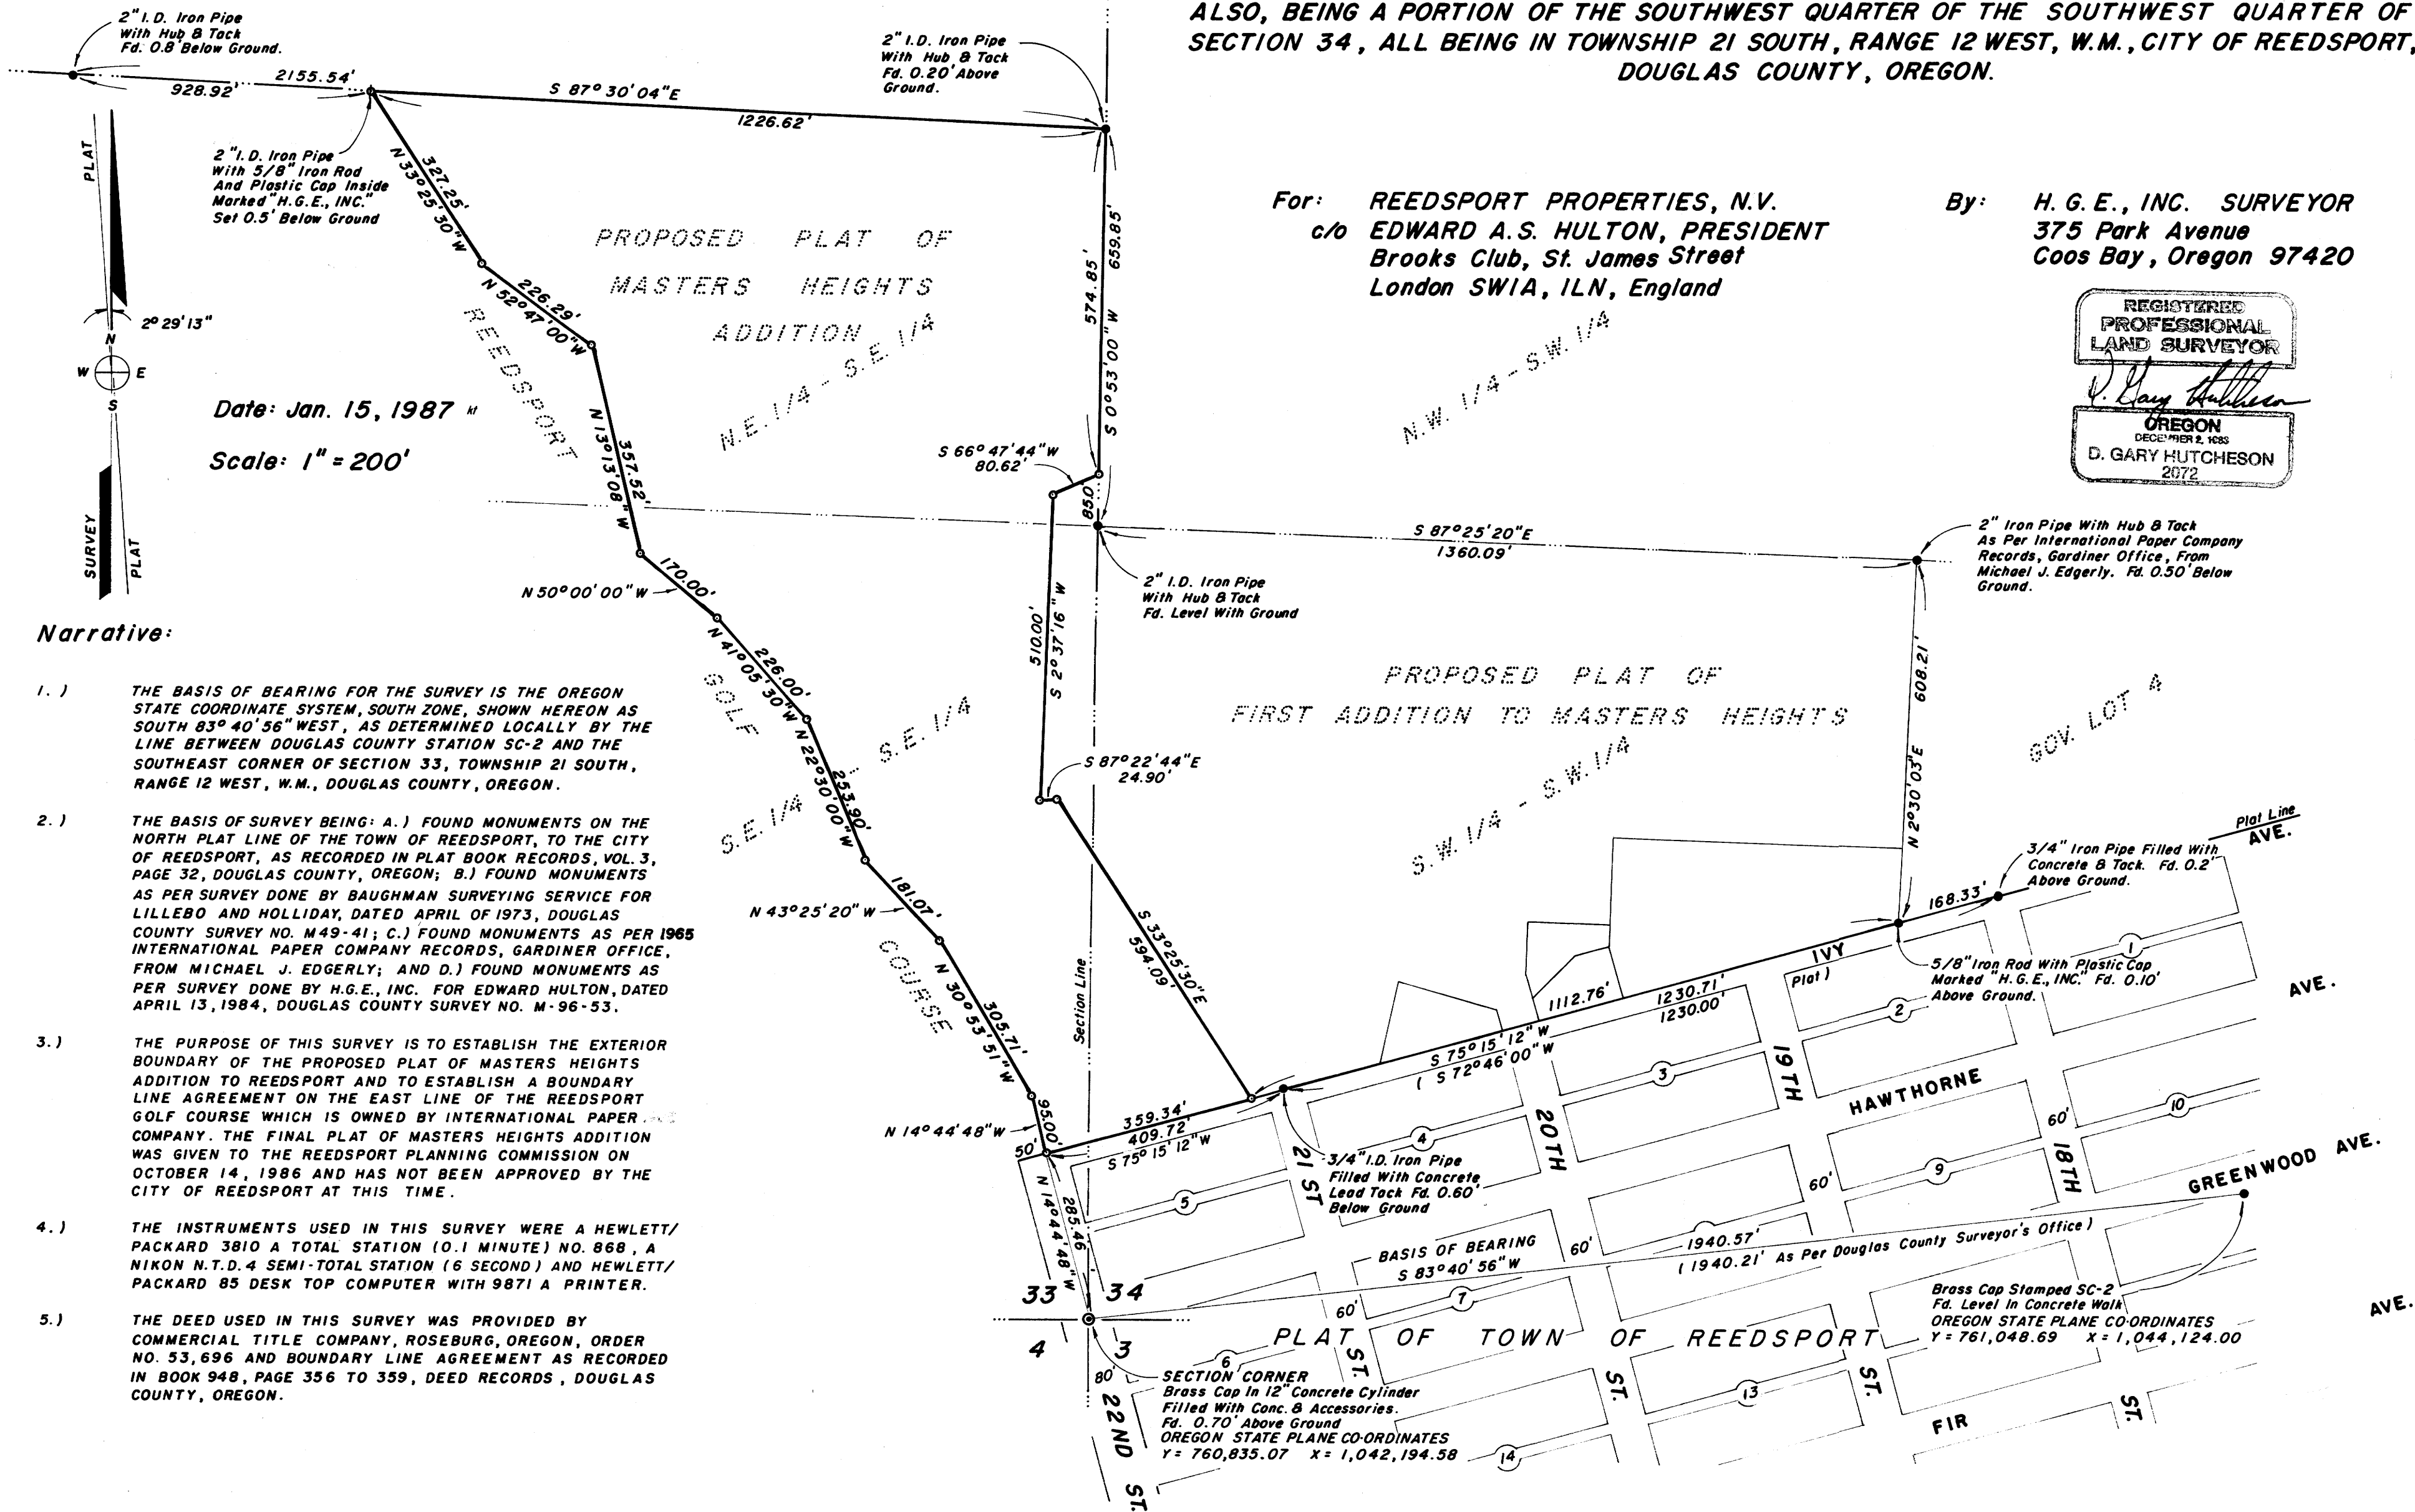 ALSO, BEING A PORTION OF THE SOUTHWEST QUARTER OF THE SOUTHWEST QUARTER OF
SECTION 34, ALL BEING IN TOWNSHIP 21 SOUTH, RANGE 12 WEST, W.M., CITY OF REEDSPORT,
DOUGLAS COUNTY, OREGON.
For: REEDSPORT PROPERTIES, N.V.
c/o EDWARD A.S. HULTON, PRESIDENT
Brooks Club, St. James Street
London SW1A, ILN, England
By: H. G. E., INC. SURVEYOR
375 Park Avenue
Coos Bay, Oregon 97420
REGISTERED
PROFESSIONAL
LAND SURVEYOR
D. Gary Hutcheson
OREGON
DECEMBER 2, 1983
D. GARY HUTCHESON
2072
2" I.D. Iron Pipe
With Hub & Tack
Fd. 0.8' Below Ground.
2155.54'
928.92'
S 87° 30' 04" E
1226.62'
2" I.D. Iron Pipe
With Hub & Tack
Fd. 0.20' Above
Ground.
2" I.D. Iron Pipe
With 5/8" Iron Rod
And Plastic Cap Inside
Marked "H.G.E., INC."
Set 0.5' Below Ground
PLAT
2° 29' 13"
N
W
E
S
SURVEY
PLAT
Date: Jan. 15, 1987 kt
Scale: 1" = 200'
327.25'
N 33° 25' 30" W
226.29'
N 52° 47' 00" W
357.52'
N 13° 13' 08" W
170.00'
N 50° 00' 00" W
226.00'
N 41° 05' 30" W
253.90'
N 22° 30' 00" W
181.07'
N 43° 25' 20" W
305.71'
N 30° 53' 51" W
95.00'
N 14° 44' 48" W
50'
285.46
N 14° 44' 48" W
REEDSPORT
GOLF
COURSE
PROPOSED PLAT OF
MASTERS HEIGHTS
ADDITION
N.E. 1/4 - S.E. 1/4
S.E. 1/4 - S.E. 1/4
N.W. 1/4 - S.W. 1/4
S.W. 1/4 - S.W. 1/4
GOV. LOT 4
574.85'
659.85'
S 0° 53' 00" W
S 66° 47' 44" W
80.62'
85.0'
510.00'
S 2° 37' 16" W
S 87° 22' 44" E
24.90'
S 33° 25' 30" E
594.09'
Section Line
2" I.D. Iron Pipe
With Hub & Tack
Fd. Level With Ground
S 87° 25' 20" E
1360.09'
2" Iron Pipe With Hub & Tack
As Per International Paper Company
Records, Gardiner Office, From
Michael J. Edgerly. Fd. 0.50' Below
Ground.
608.21'
N 2° 30' 03" E
PROPOSED PLAT OF
FIRST ADDITION TO MASTERS HEIGHTS
Plat Line
AVE.
3/4" Iron Pipe Filled With
Concrete & Tack. Fd. 0.2'
Above Ground.
168.33'
5/8" Iron Rod With Plastic Cap
Marked "H.G.E., INC." Fd. 0.10'
Above Ground.
IVY
1112.76'
1230.71'
1230.00'
S 75° 15' 12" W
( S 72° 46' 00" W
Plat )
359.34'
409.72'
S 75° 15' 12" W
3/4" I.D. Iron Pipe
Filled With Concrete
Lead Tack Fd. 0.60'
Below Ground
1
2
3
4
5
6
7
9
10
13
14
21 ST
20TH
19TH
18TH
HAWTHORNE
AVE.
GREENWOOD AVE.
AVE.
FIR
60'
60'
60'
60'
80'
22ND ST.
ST.
ST.
ST.
ST.
BASIS OF BEARING
S 83° 40' 56" W
1940.57'
( 1940.21' As Per Douglas County Surveyor's Office )
33
34
4
3
PLAT OF TOWN OF REEDSPORT
Brass Cap Stamped SC-2
Fd. Level In Concrete Walk
OREGON STATE PLANE CO-ORDINATES
Y = 761,048.69 X = 1,044,124.00
SECTION CORNER
Brass Cap In 12" Concrete Cylinder
Filled With Conc. & Accessories.
Fd. 0.70' Above Ground
OREGON STATE PLANE CO-ORDINATES
Y = 760,835.07 X = 1,042,194.58
Narrative:
1. ) THE BASIS OF BEARING FOR THE SURVEY IS THE OREGON
STATE COORDINATE SYSTEM, SOUTH ZONE, SHOWN HEREON AS
SOUTH 83° 40' 56" WEST, AS DETERMINED LOCALLY BY THE
LINE BETWEEN DOUGLAS COUNTY STATION SC-2 AND THE
SOUTHEAST CORNER OF SECTION 33, TOWNSHIP 21 SOUTH,
RANGE 12 WEST, W.M., DOUGLAS COUNTY, OREGON.
2. ) THE BASIS OF SURVEY BEING: A.) FOUND MONUMENTS ON THE
NORTH PLAT LINE OF THE TOWN OF REEDSPORT, TO THE CITY
OF REEDSPORT, AS RECORDED IN PLAT BOOK RECORDS, VOL. 3,
PAGE 32, DOUGLAS COUNTY, OREGON; B.) FOUND MONUMENTS
AS PER SURVEY DONE BY BAUGHMAN SURVEYING SERVICE FOR
LILLEBO AND HOLLIDAY, DATED APRIL OF 1973, DOUGLAS
COUNTY SURVEY NO. M49-41; C.) FOUND MONUMENTS AS PER 1965
INTERNATIONAL PAPER COMPANY RECORDS, GARDINER OFFICE,
FROM MICHAEL J. EDGERLY; AND D.) FOUND MONUMENTS AS
PER SURVEY DONE BY H.G.E., INC. FOR EDWARD HULTON, DATED
APRIL 13, 1984, DOUGLAS COUNTY SURVEY NO. M-96-53.
3. ) THE PURPOSE OF THIS SURVEY IS TO ESTABLISH THE EXTERIOR
BOUNDARY OF THE PROPOSED PLAT OF MASTERS HEIGHTS
ADDITION TO REEDSPORT AND TO ESTABLISH A BOUNDARY
LINE AGREEMENT ON THE EAST LINE OF THE REEDSPORT
GOLF COURSE WHICH IS OWNED BY INTERNATIONAL PAPER
COMPANY. THE FINAL PLAT OF MASTERS HEIGHTS ADDITION
WAS GIVEN TO THE REEDSPORT PLANNING COMMISSION ON
OCTOBER 14, 1986 AND HAS NOT BEEN APPROVED BY THE
CITY OF REEDSPORT AT THIS TIME.
4. ) THE INSTRUMENTS USED IN THIS SURVEY WERE A HEWLETT/
PACKARD 3810 A TOTAL STATION (0.1 MINUTE) NO. 868, A
NIKON N.T.D. 4 SEMI-TOTAL STATION (6 SECOND) AND HEWLETT/
PACKARD 85 DESK TOP COMPUTER WITH 9871 A PRINTER.
5. ) THE DEED USED IN THIS SURVEY WAS PROVIDED BY
COMMERCIAL TITLE COMPANY, ROSEBURG, OREGON, ORDER
NO. 53,696 AND BOUNDARY LINE AGREEMENT AS RECORDED
IN BOOK 948, PAGE 356 TO 359, DEED RECORDS, DOUGLAS
COUNTY, OREGON.